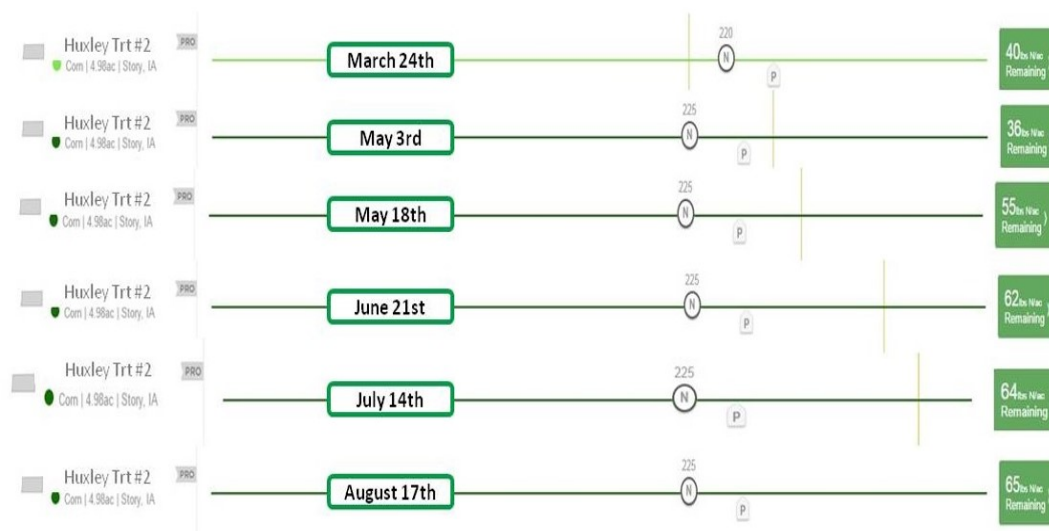 Huxley Trt #2 PRO March 24th 220 N P 40lbs N/ac
Corn | 4.98ac | Story, IA Remaining
Huxley Trt #2 PRO May 3rd 225 N P 36lbs N/ac
Corn | 4.98ac | Story, IA Remaining
Huxley Trt #2 PRO May 18th 225 N P 55lbs N/ac
Corn | 4.98ac | Story, IA Remaining
Huxley Trt #2 PRO June 21st 225 N P 62lbs N/ac
Corn | 4.98ac | Story, IA Remaining
Huxley Trt #2 PRO July 14th 225 N P 64lbs N/ac
Corn | 4.98ac | Story, IA Remaining
Huxley Trt #2 PRO August 17th 225 N P 65lbs N/ac
Corn | 4.98ac | Story, IA Remaining